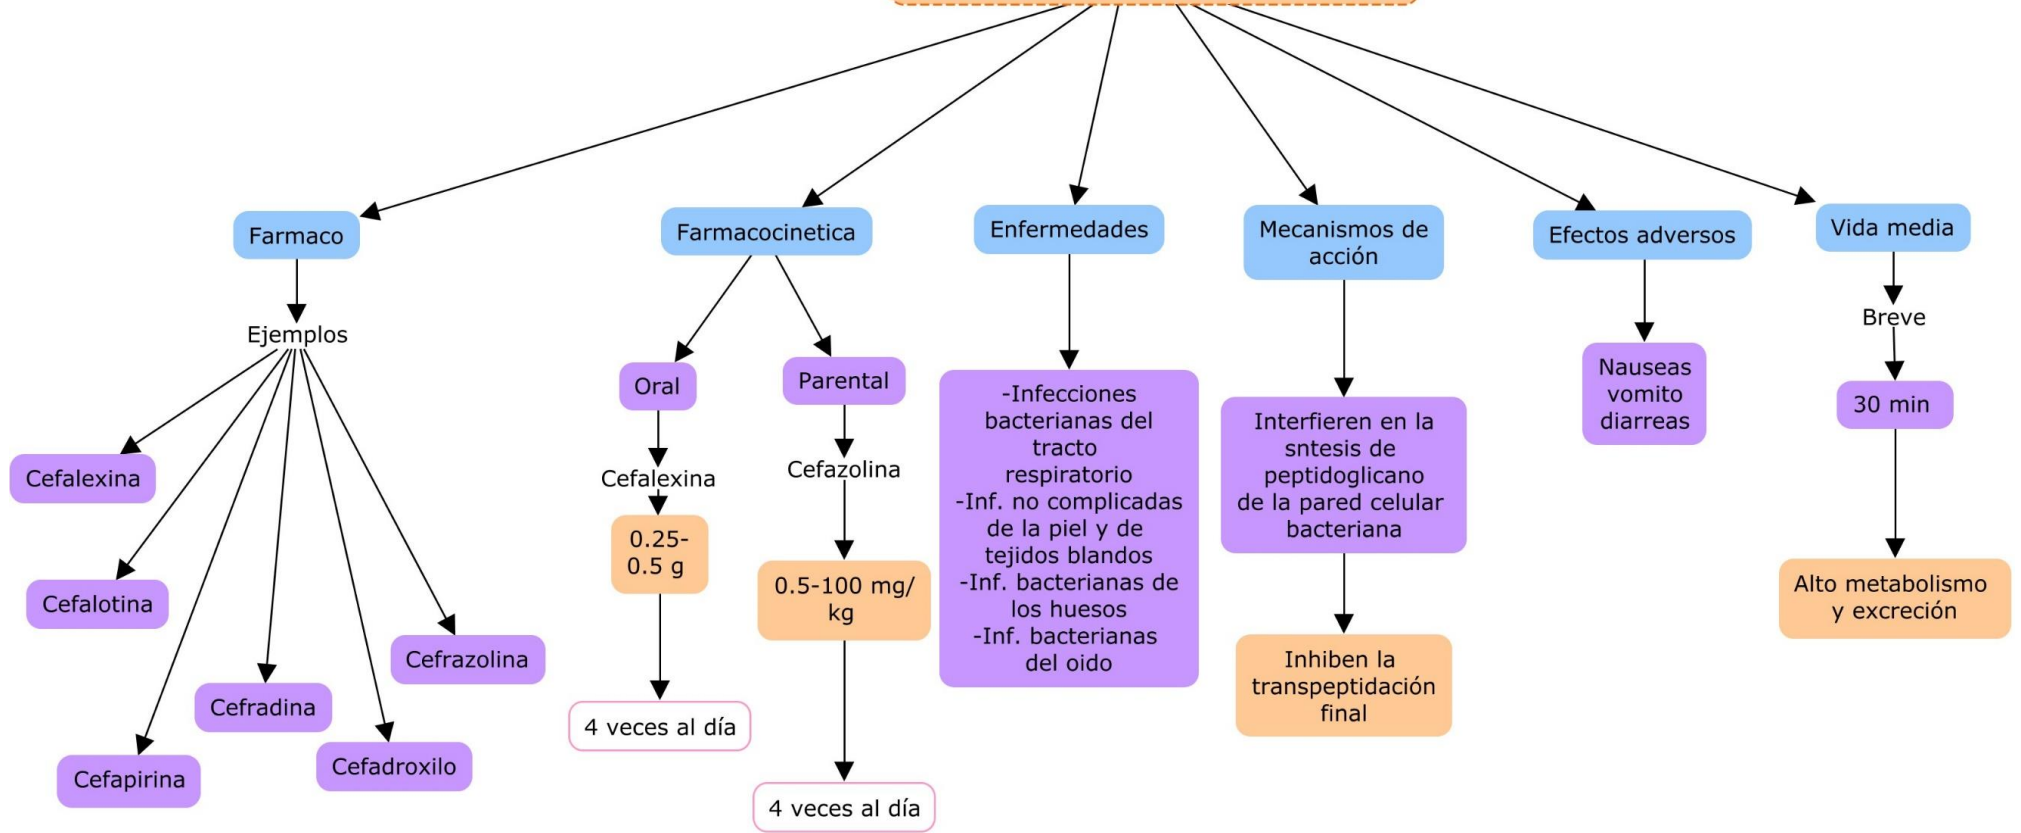 Farmaco
Ejemplos
Cefalexina
Cefalotina
Cefapirina
Cefradina
Cefadroxilo
Cefrazolina
Farmacocinetica
Oral
Cefalexina
0.25-
0.5 g
4 veces al día
Parental
Cefazolina
0.5-100 mg/
kg
4 veces al día
Enfermedades
-Infecciones
bacterianas del
tracto
respiratorio
-Inf. no complicadas
de la piel y de
tejidos blandos
-Inf. bacterianas de
los huesos
-Inf. bacterianas
del oido
Mecanismos de
acción
Interfieren en la
sntesis de
peptidoglicano
de la pared celular
bacteriana
Inhiben la
transpeptidación
final
Efectos adversos
Nauseas
vomito
diarreas
Vida media
Breve
30 min
Alto metabolismo
y excreción